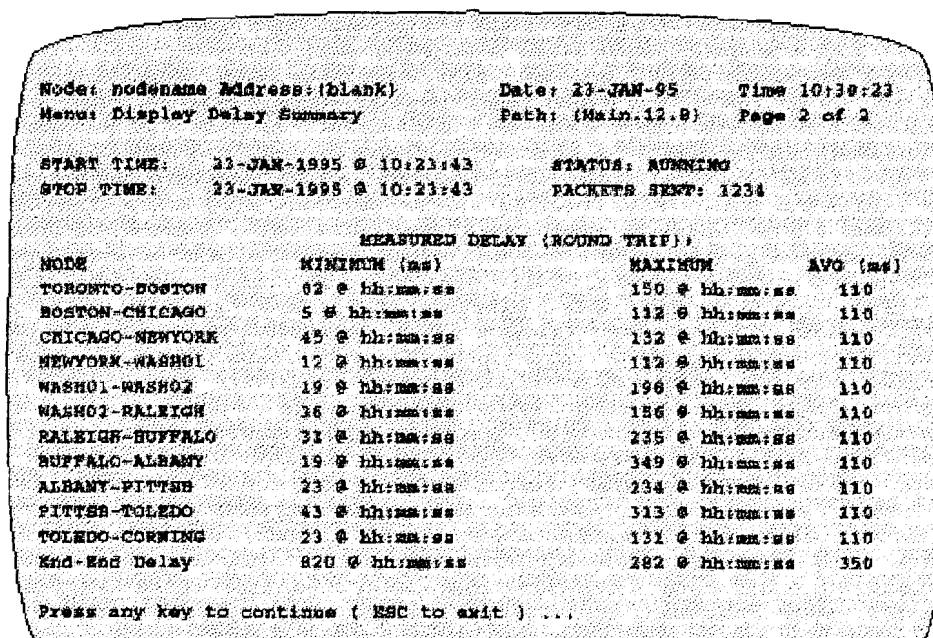 Node: nodename Address:(blank) Date: 23-JAN-95 Time 10:38:23
Menu: Display Delay Summary Path: (Main.12.8) Page 2 of 2
START TIME: 23-JAN-1995 @ 10:23:43 STATUS: RUNNING
STOP TIME: 23-JAN-1995 @ 10:23:43 PACKETS SENT: 1234
MEASURED DELAY (ROUND TRIP):
NODE MINIMUM (ms) MAXIMUM AVG (ms)
TORONTO-BOSTON 62 @ hh:mm:ss 150 @ hh:mm:ss 110
BOSTON-CHICAGO 5 @ hh:mm:ss 112 @ hh:mm:ss 110
CHICAGO-NEWYORK 45 @ hh:mm:ss 132 @ hh:mm:ss 110
NEWYORK-WASH01 12 @ hh:mm:ss 112 @ hh:mm:ss 110
WASH01-WASH02 19 @ hh:mm:ss 196 @ hh:mm:ss 110
WASH02-RALEIGH @ hh:mm:ss 156 @ hh:mm:ss 110
RALEIGH-BUFFALO 31 @ hh:mm:ss 235 @ hh:mm:ss 110
BUFFALO-ALBANY 19 @ hh:mm:ss 349 @ hh:mm:ss 110
ALBANY-PITTSB 23 @ hh:mm:ss 234 @ hh:mm:ss 110
PITTSB-TOLEDO 43 @ hh:mm:ss 313 @ hh:mm:ss 210
TOLEDO-CORNING 23 @ hh:mm:ss 131 @ hh:mm:ss 110
End-End Delay 820 @ hh:mm:ss 282 @ hh:mm:ss 350
Press any key to continue ( ESC to exit ) ...